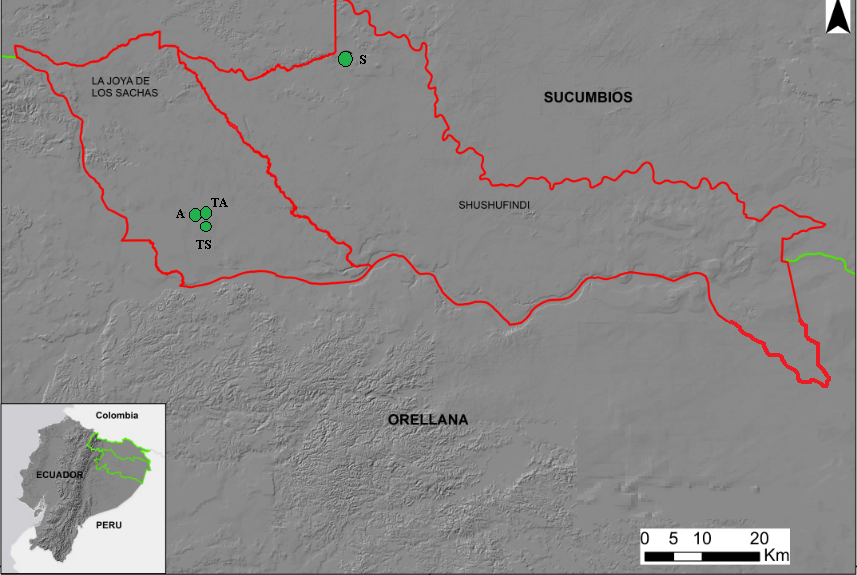 S
LA JOYA DE
LOS SACHAS
SUCUMBIOS
SHUSHUFINDI
A
TA
TS
ORELLANA
Colombia
ECUADOR
PERU
0 5 10 20
Km